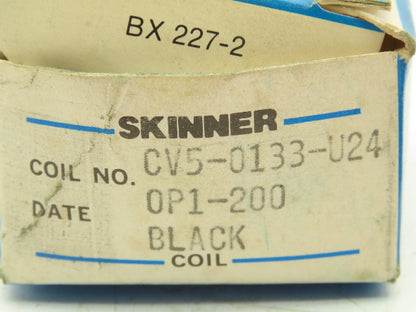 BX 227-2
SKINNER
COIL NO. CV5-0133-U24
DATE OP1-200
BLACK
COIL